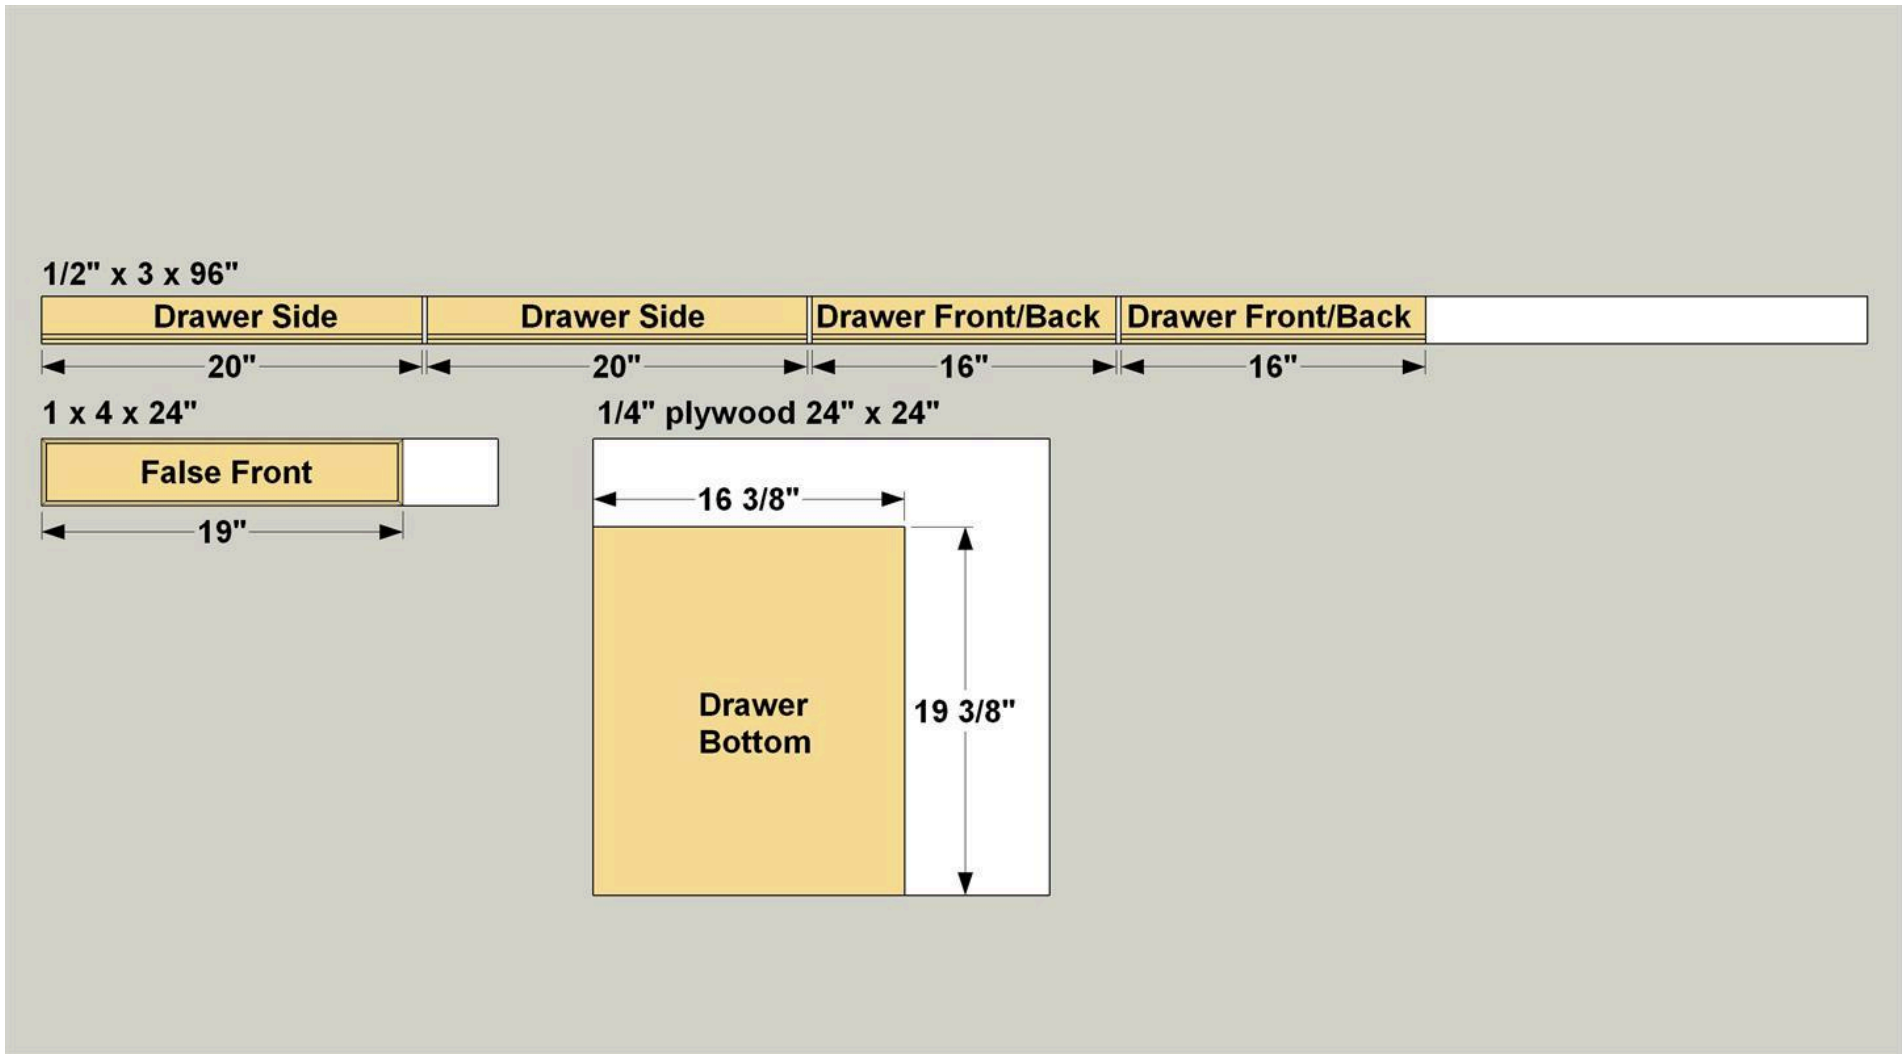 1/2" x 3 x 96"
Drawer Side
Drawer Side
Drawer Front/Back
Drawer Front/Back
20"
20"
16"
16"
1 x 4 x 24"
False Front
19"
1/4" plywood 24" x 24"
16 3/8"
Drawer
Bottom
19 3/8"